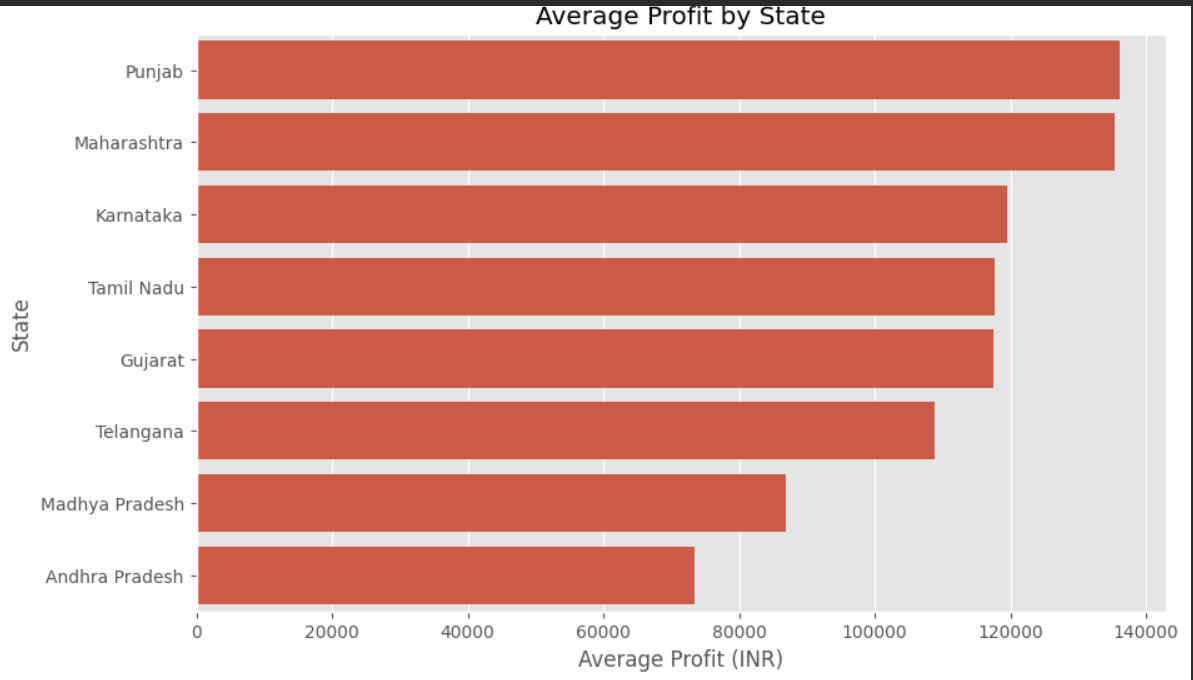 Average Profit by State
State
Punjab
Maharashtra
Karnataka
Tamil Nadu
Gujarat
Telangana
Madhya Pradesh
Andhra Pradesh
0 20000 40000 60000 80000 100000 120000 140000
Average Profit (INR)